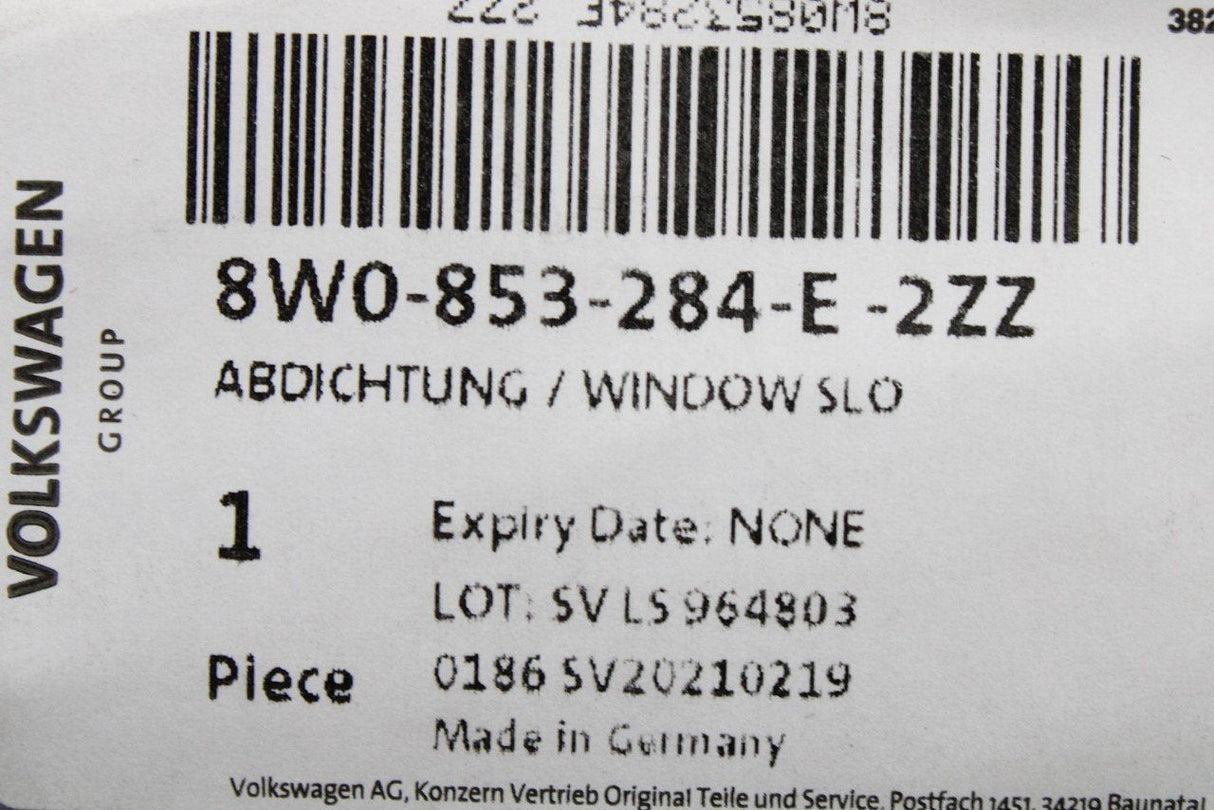 8W0853284E 2ZZ
382
VOLKSWAGEN
GROUP
8W0-853-284-E -2ZZ
ABDICHTUNG / WINDOW SLO
1
Expiry Date: NONE
LOT: SV LS 964803
Piece
0186 SV20210219
Made in Germany
Volkswagen AG, Konzern Vertrieb Original Teile und Service, Postfach 1451, 34219 Baunatal